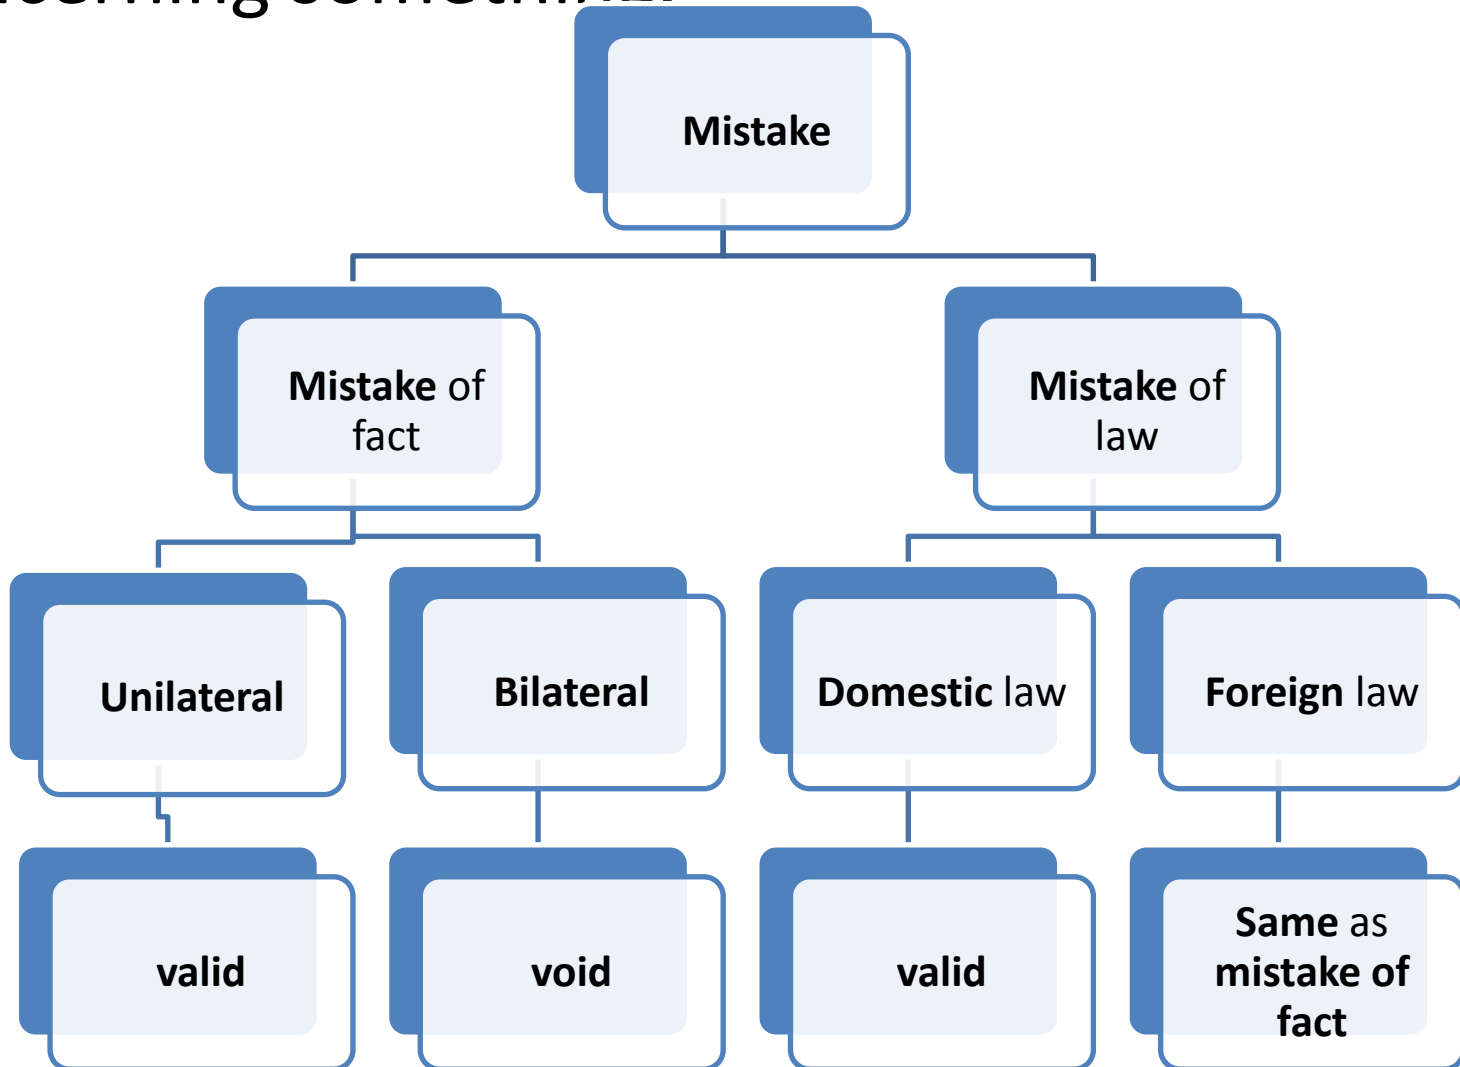 Mistake
Mistake of
fact
Mistake of
law
Unilateral
Bilateral
Domestic law
Foreign law
valid
void
valid
Same as
mistake of
fact